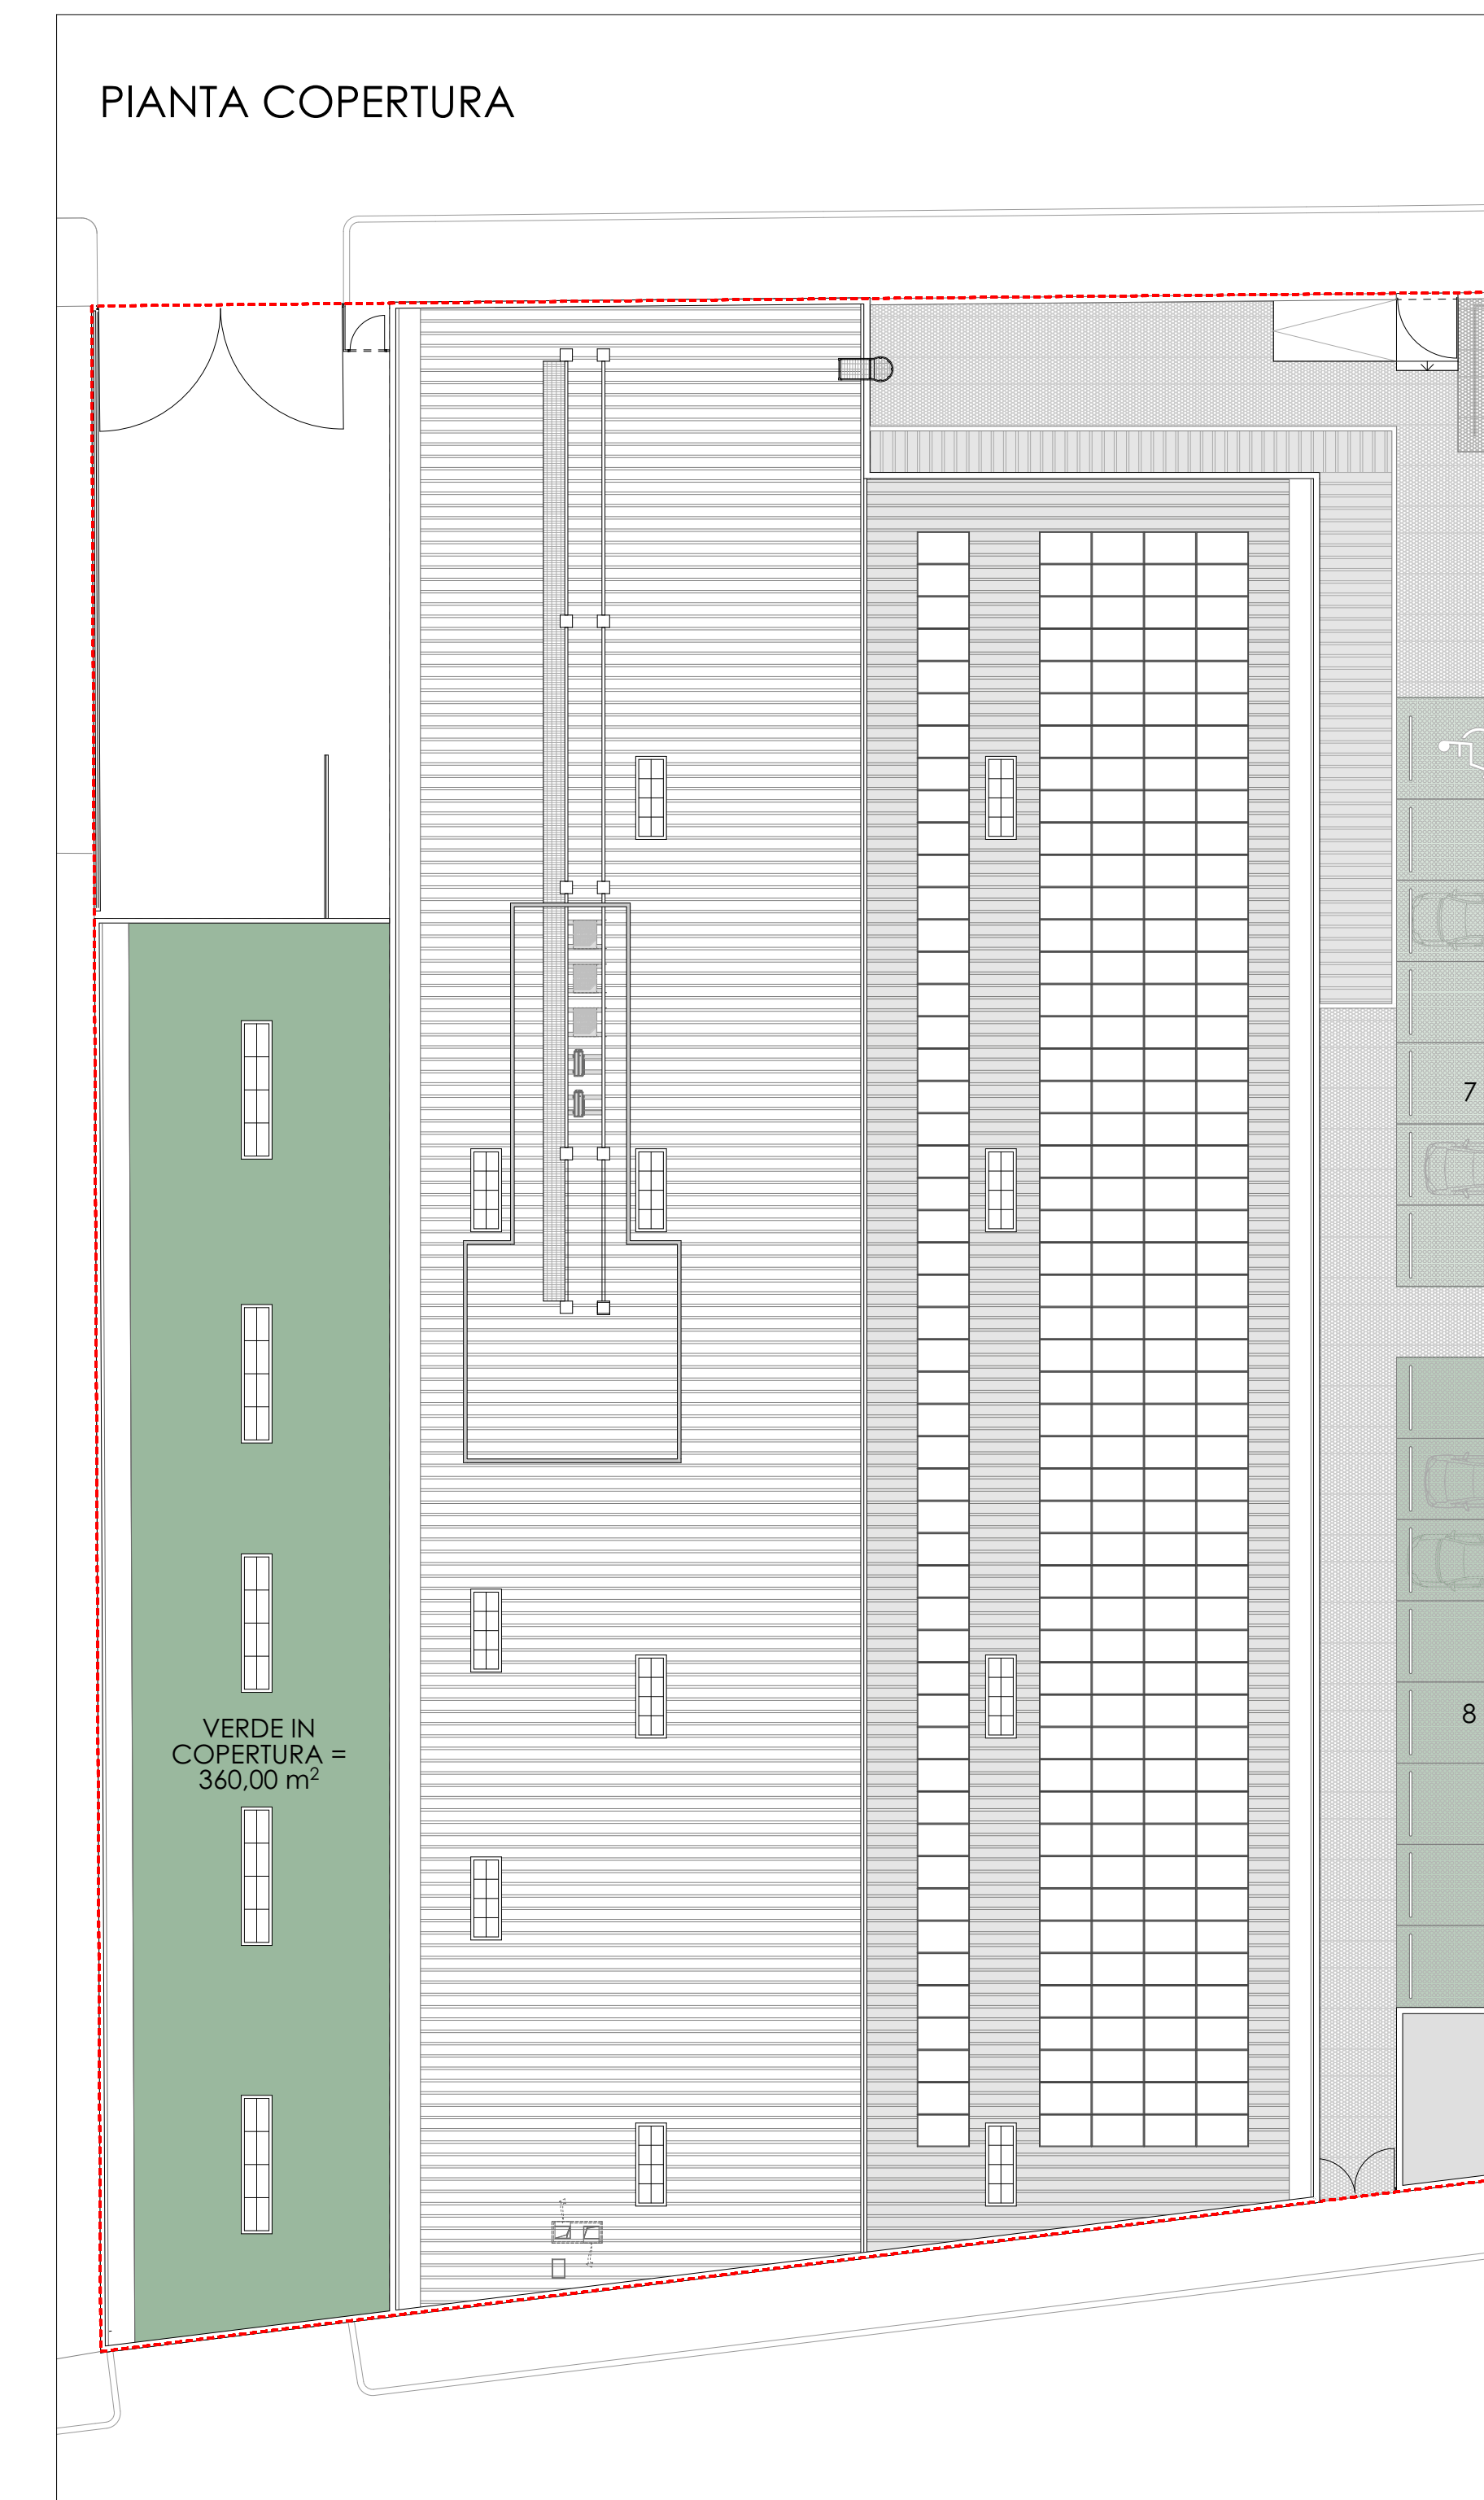 PIANTA COPERTURA
7
VERDE IN
COPERTURA =
360,00 m²
8